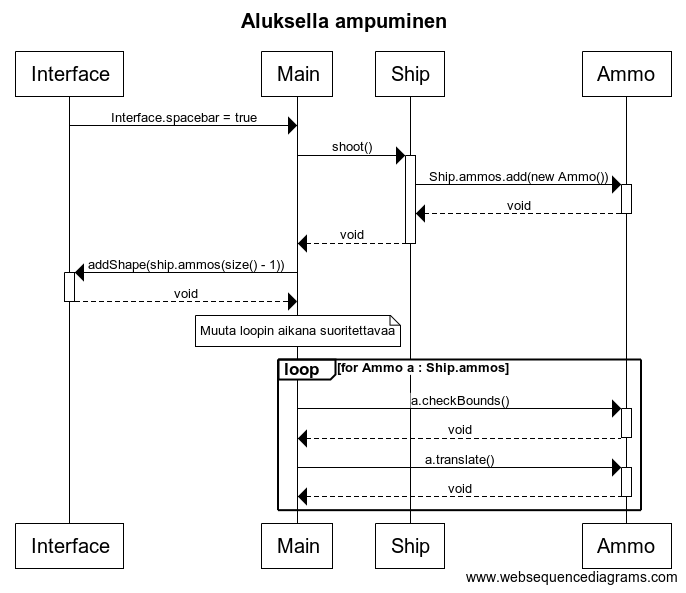 Aluksella ampuminen
Interface Main Ship Ammo
Interface.spacebar = true
shoot()
Ship.ammos.add(new Ammo())
void
void
addShape(ship.ammos(size() - 1))
void
Muuta loopin aikana suoritettavaa
loop [for Ammo a : Ship.ammos]
a.checkBounds()
void
a.translate()
void
Interface Main Ship Ammo
www.websequencediagrams.com